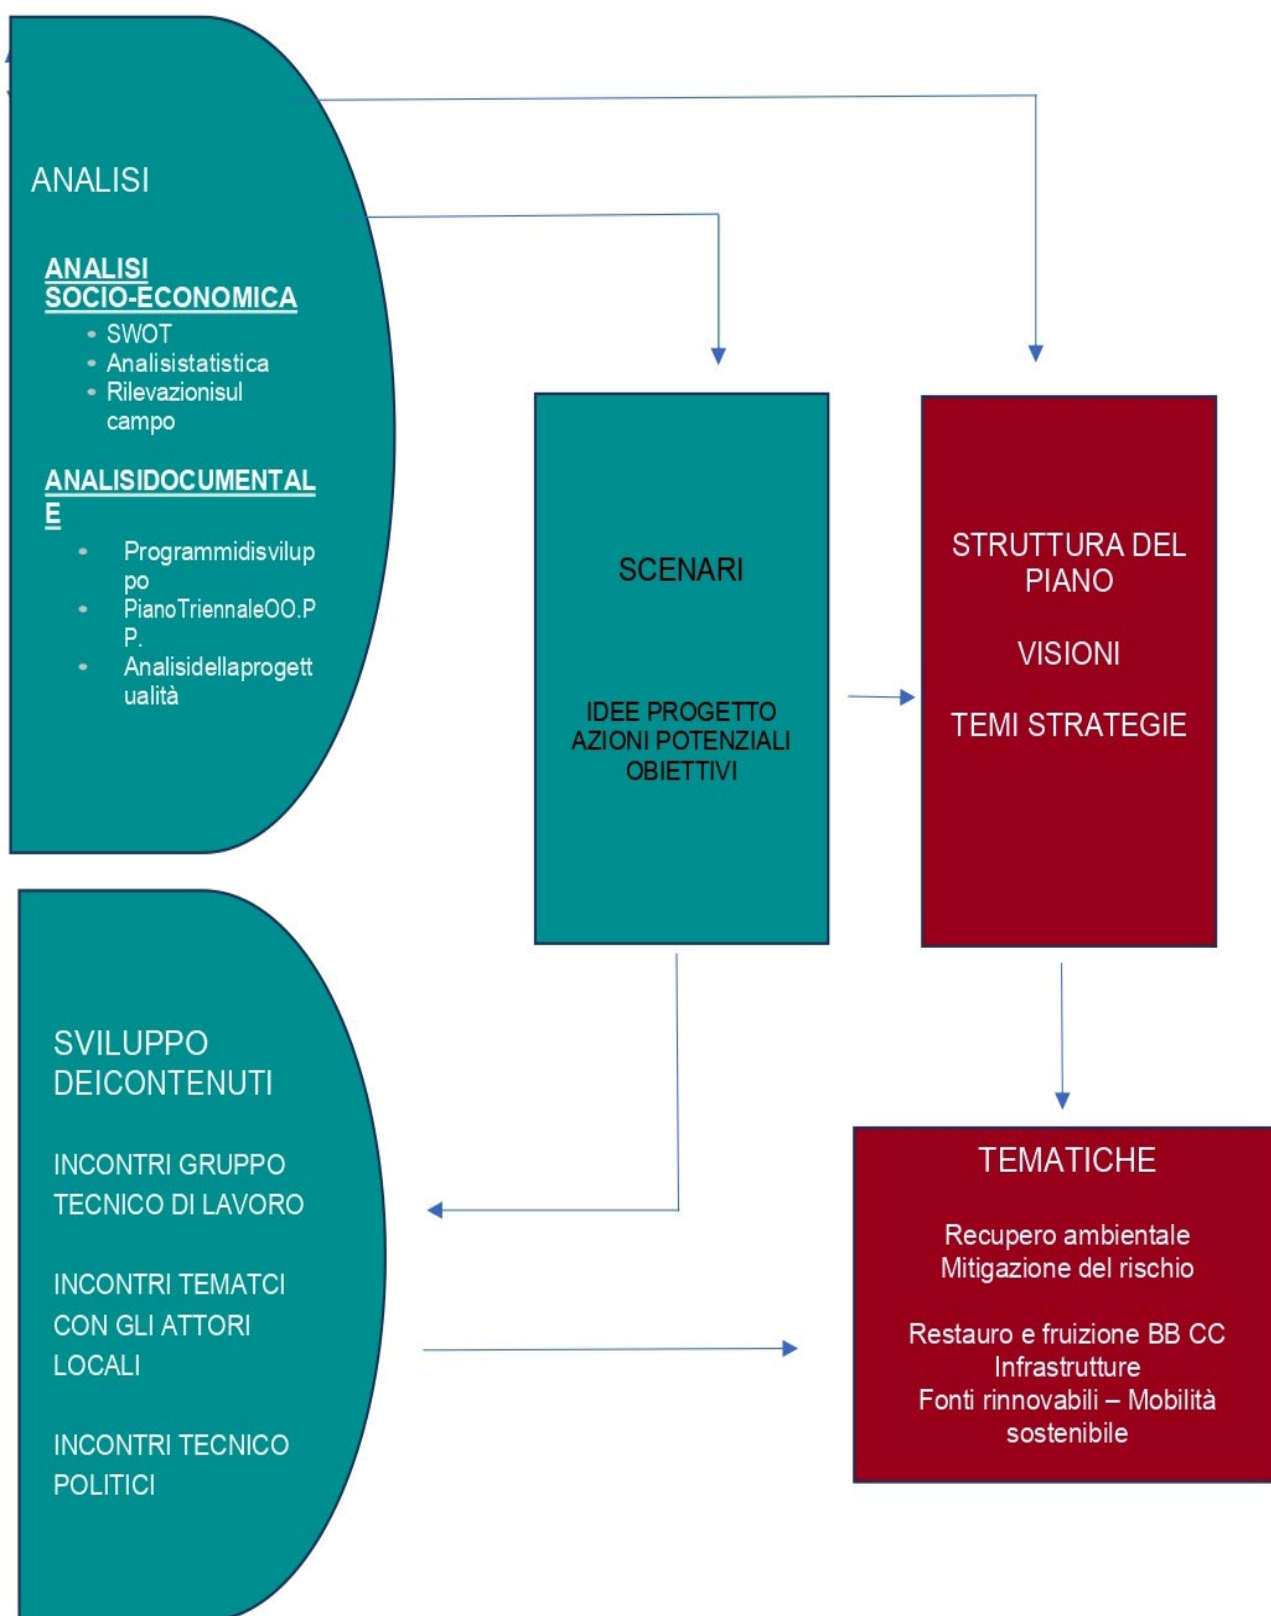 ANALISI
ANALISI
SOCIO-ECONOMICA
• SWOT
• Analisistatistica
• Rilevazionisul
campo
ANALISIDOCUMENTAL
E
• Programmidisvilup
po
• PianoTriennaleOO.P
P.
• Analisidellaprogett
ualità
SCENARI
IDEE PROGETTO
AZIONI POTENZIALI
OBIETTIVI
STRUTTURA DEL
PIANO
VISIONI
TEMI STRATEGIE
SVILUPPO
DEICONTENUTI
INCONTRI GRUPPO
TECNICO DI LAVORO
INCONTRI TEMATCI
CON GLI ATTORI
LOCALI
INCONTRI TECNICO
POLITICI
TEMATICHE
Recupero ambientale
Mitigazione del rischio
Restauro e fruizione BB CC
Infrastrutture
Fonti rinnovabili – Mobilità
sostenibile